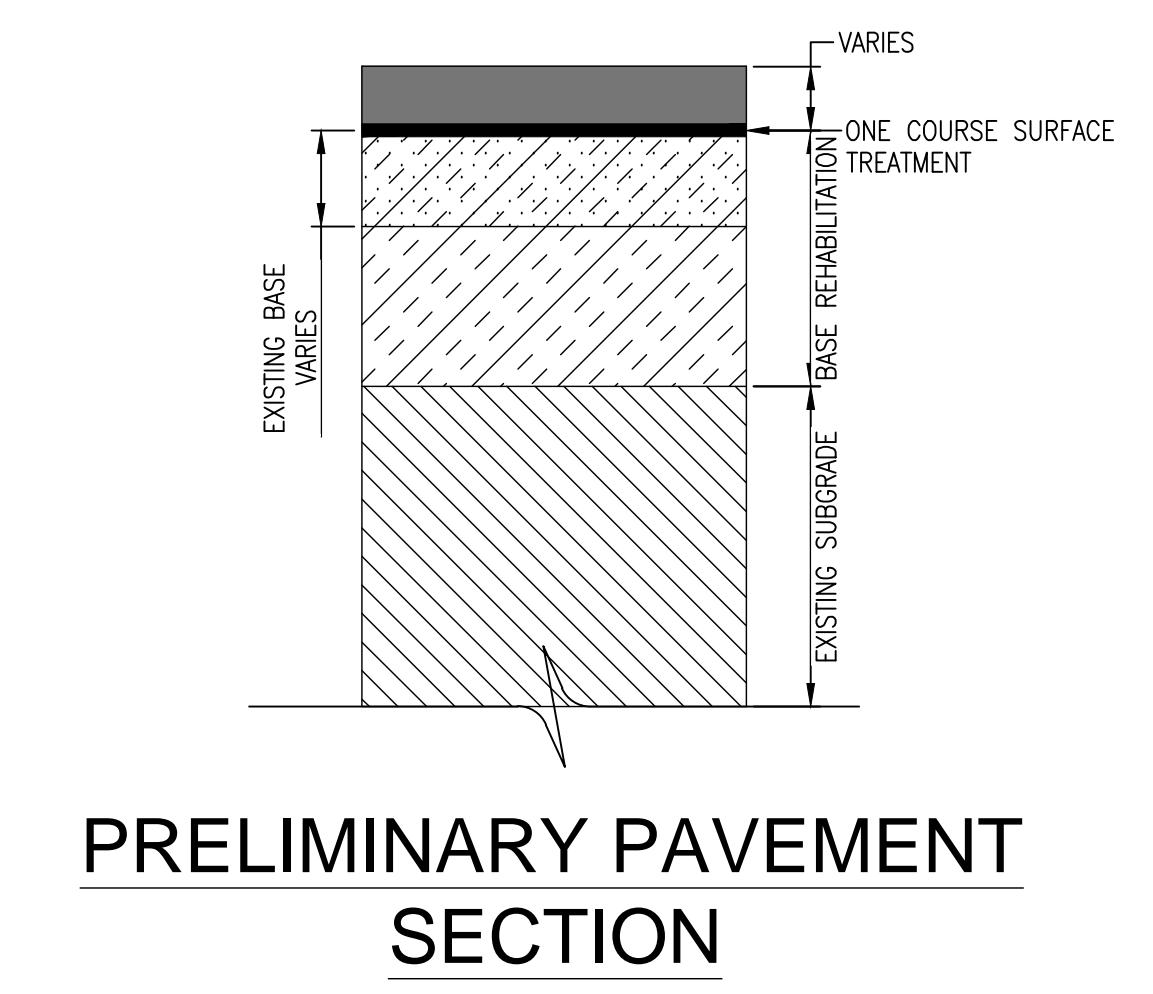 VARIES
ONE COURSE SURFACE
TREATMENT
BASE REHABILITATION
EXISTING BASE
VARIES
EXISTING SUBGRADE
PRELIMINARY PAVEMENT
SECTION